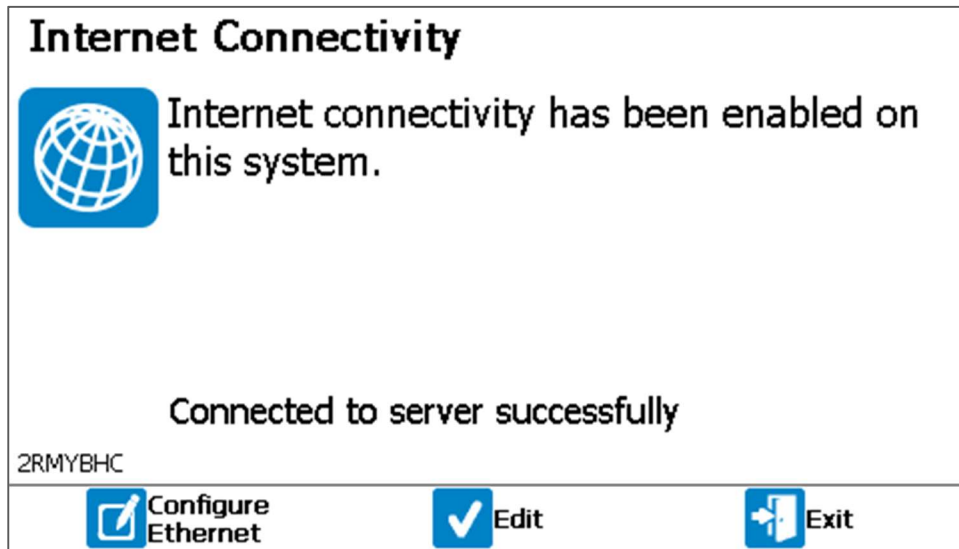 Internet Connectivity
Internet connectivity has been enabled on
this system.
Connected to server successfully
2RMYBHC
Configure
Ethernet
Edit
Exit